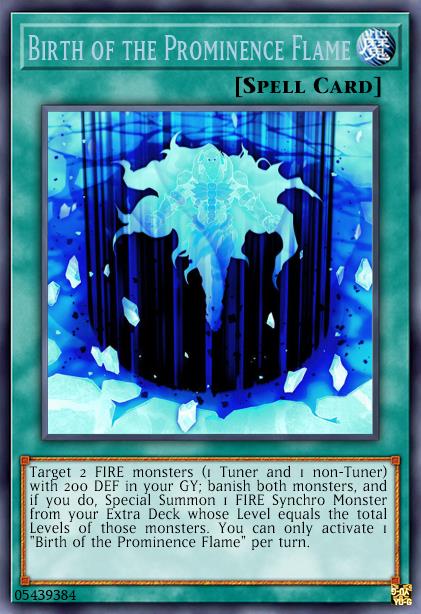 BIRTH OF THE PROMINENCE FLAME 魔
[SPELL CARD]
Target 2 FIRE monsters (1 Tuner and 1 non-Tuner)
with 200 DEF in your GY; banish both monsters, and
if you do, Special Summon 1 FIRE Synchro Monster
from your Extra Deck whose Level equals the total
Levels of those monsters. You can only activate 1
"Birth of the Prominence Flame" per turn.
05439384